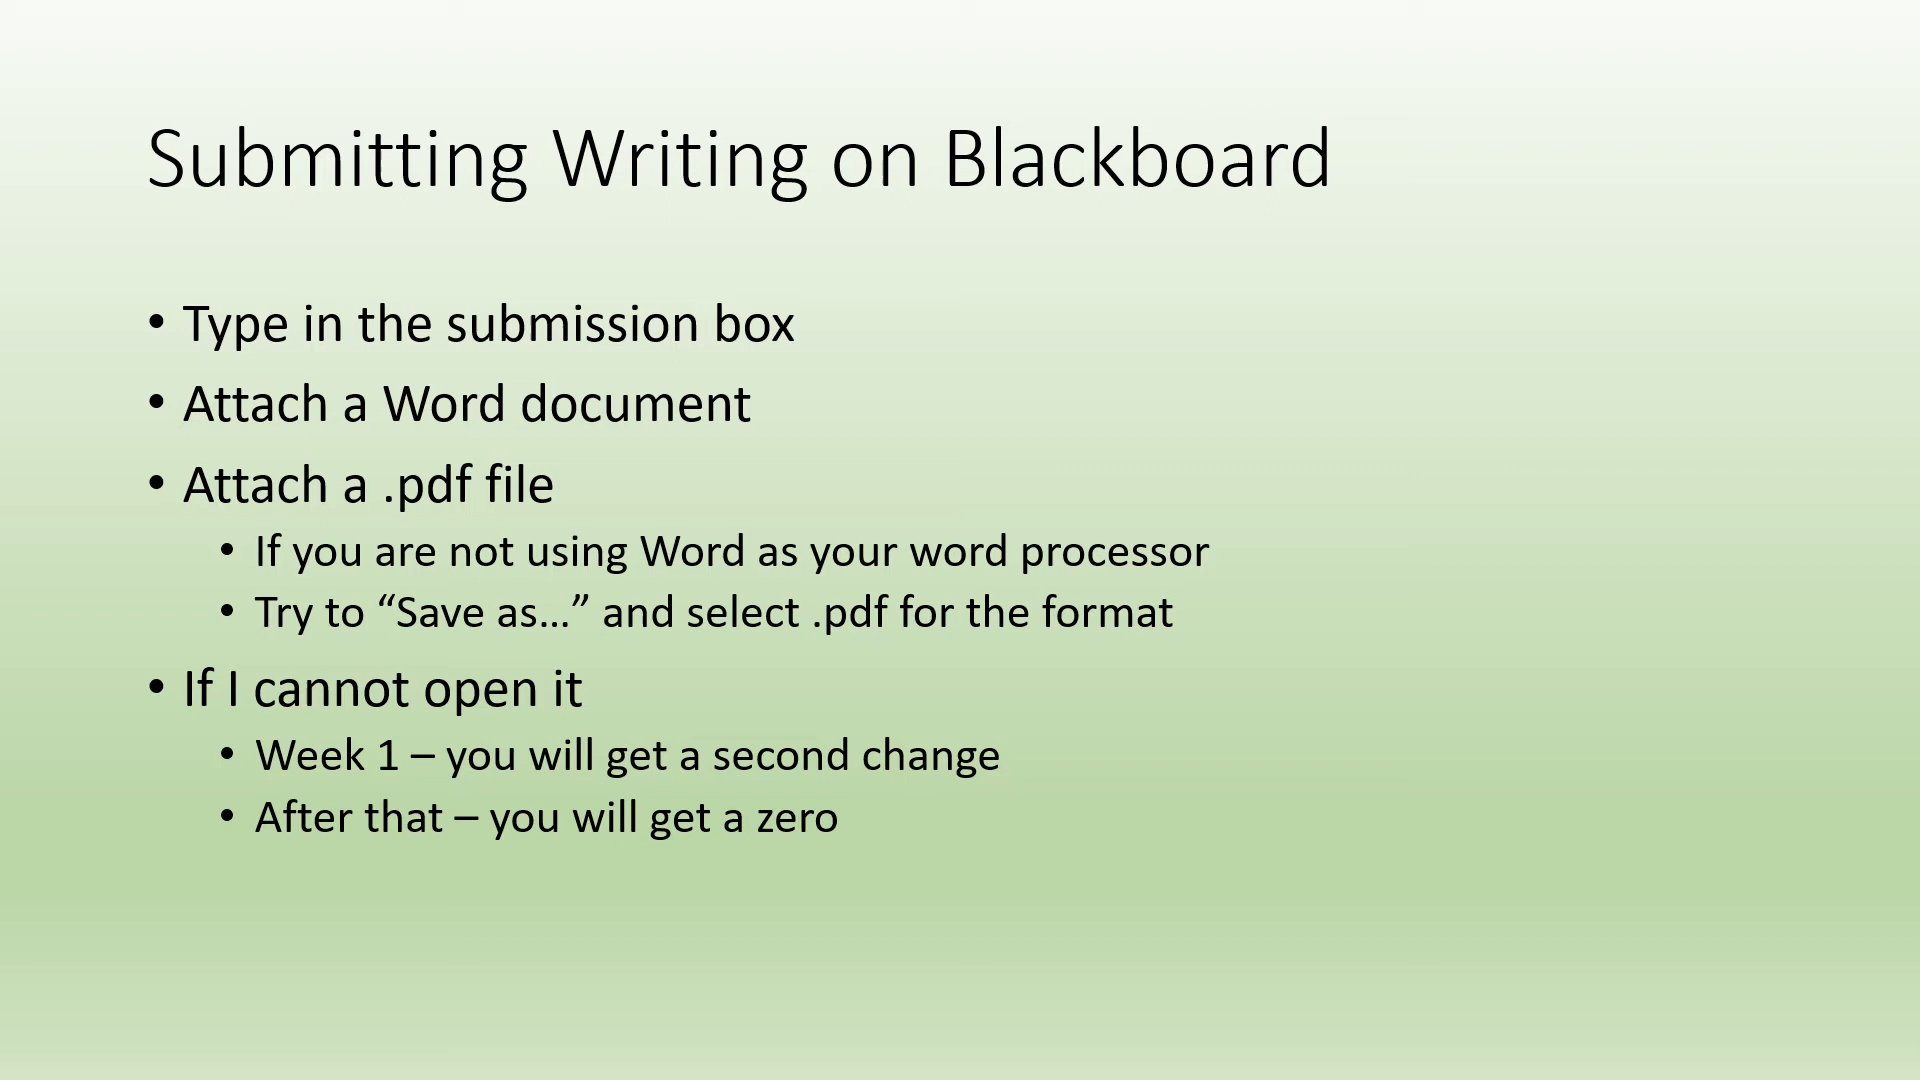 Submitting Writing on Blackboard
• Type in the submission box
• Attach a Word document
• Attach a .pdf file
• If you are not using Word as your word processor
• Try to “Save as…” and select .pdf for the format
• If I cannot open it
• Week 1 – you will get a second change
• After that – you will get a zero